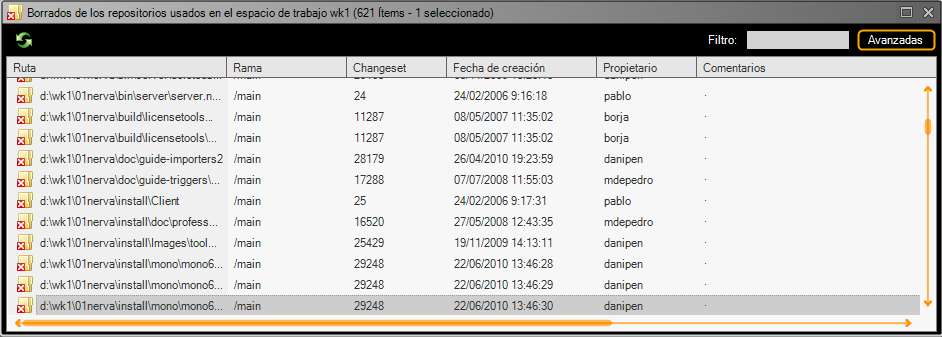 Borrados de los repositorios usados en el espacio de trabajo wk1 (621 Ítems - 1 seleccionado)
Filtro: Avanzadas
Ruta Rama Changeset Fecha de creación Propietario Comentarios
d:\wk1\01nerva\bin\server\server.n... /main 24 24/02/2006 9:16:18 pablo .
d:\wk1\01nerva\build\licensetools... /main 11287 08/05/2007 11:35:02 borja .
d:\wk1\01nerva\build\licensetools\... /main 11287 08/05/2007 11:35:02 borja .
d:\wk1\01nerva\doc\guide-importers2 /main 28179 26/04/2010 19:23:59 danipen .
d:\wk1\01nerva\doc\guide-triggers\... /main 17288 07/07/2008 11:55:03 mdepedro .
d:\wk1\01nerva\install\Client /main 25 24/02/2006 9:17:31 pablo .
d:\wk1\01nerva\install\doc\profess... /main 16520 27/05/2008 12:43:35 mdepedro .
d:\wk1\01nerva\install\Images\tool... /main 25429 19/11/2009 14:13:11 danipen .
d:\wk1\01nerva\install\mono\mono6... /main 29248 22/06/2010 13:46:28 danipen .
d:\wk1\01nerva\install\mono\mono6... /main 29248 22/06/2010 13:46:29 danipen .
d:\wk1\01nerva\install\mono\mono6... /main 29248 22/06/2010 13:46:30 danipen .